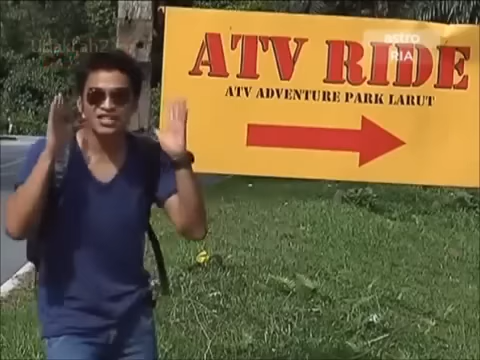 astro
RIA
ATV RIDE
ATV ADVENTURE PARK LARUT